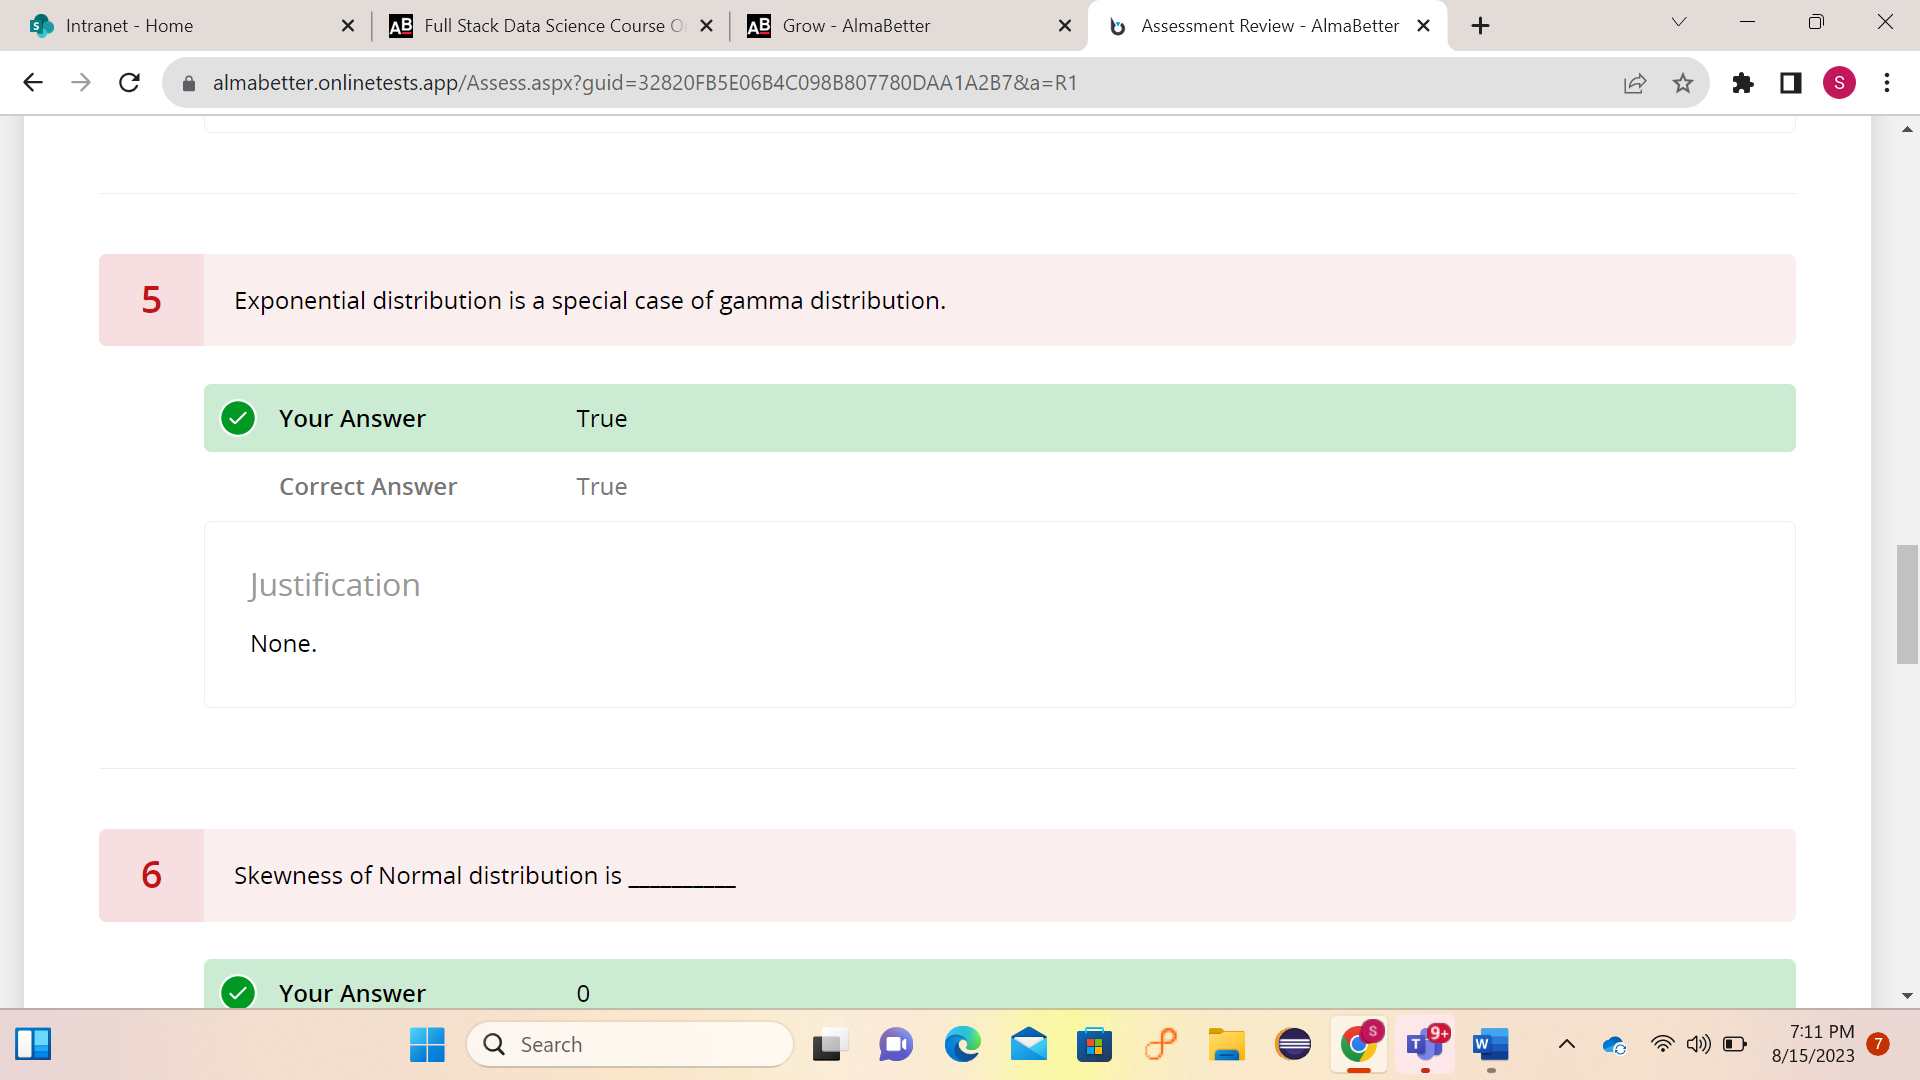 Intranet - Home
Full Stack Data Science Course O
Grow - AlmaBetter
Assessment Review - AlmaBetter
almabetter.onlinetests.app/Assess.aspx?guid=32820FB5E06B4C098B807780DAA1A2B7&a=R1
S
5
Exponential distribution is a special case of gamma distribution.
Your Answer True
Correct Answer True
Justification
None.
6
Skewness of Normal distribution is __________
Your Answer 0
Search
S
9+
7:11 PM
8/15/2023
7